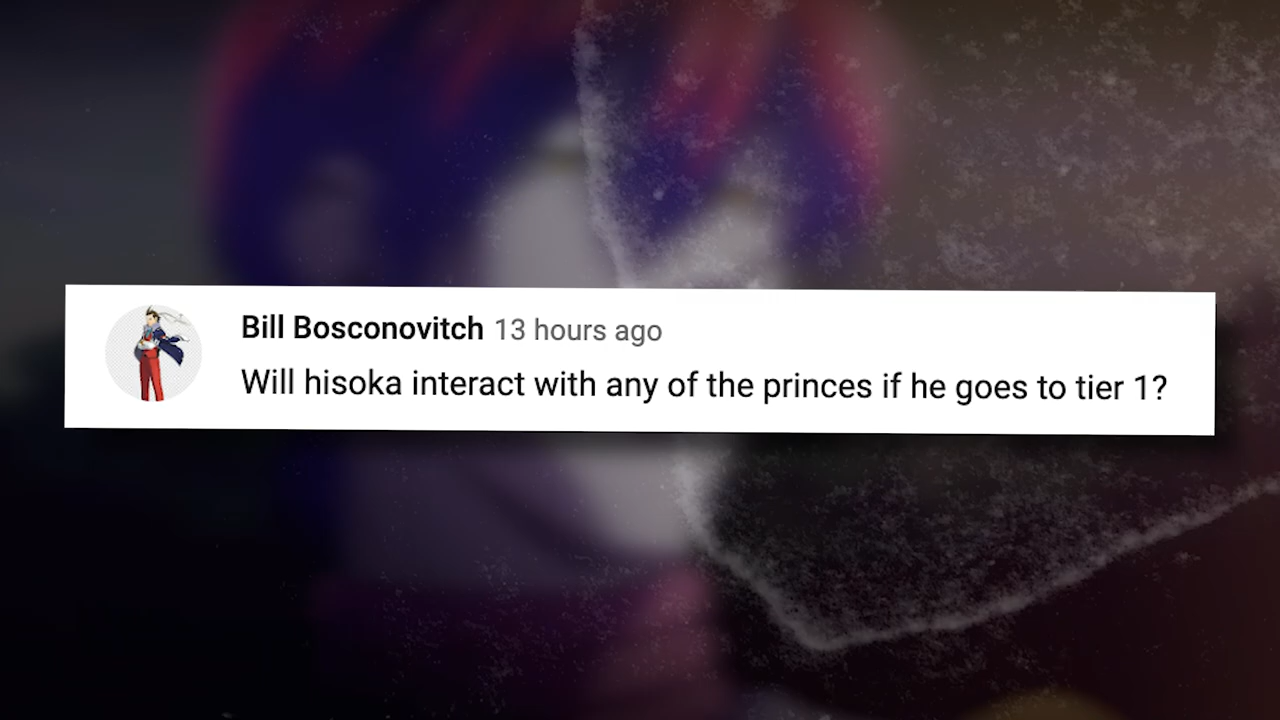 Bill Bosconovitch 13 hours ago
Will hisoka interact with any of the princes if he goes to tier 1?